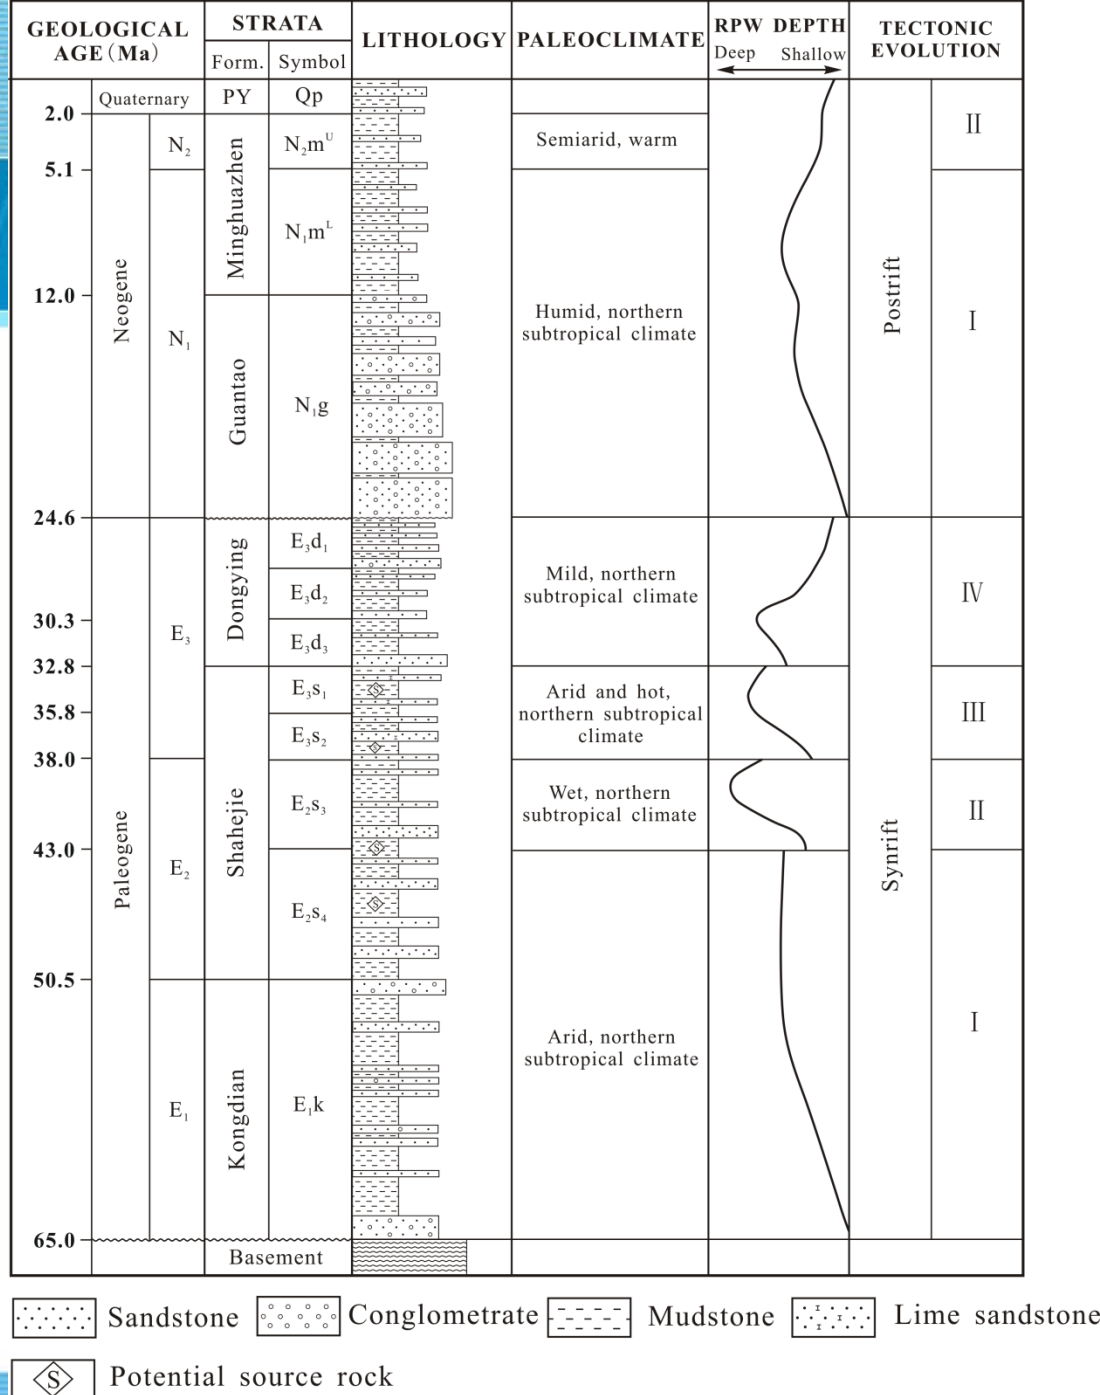 GEOLOGICAL
AGE (Ma)
STRATA
Form.
Symbol
LITHOLOGY
PALEOCLIMATE
RPW DEPTH
Deep
Shallow
TECTONIC
EVOLUTION
Quaternary
PY
Qp
2.0
N₂
Minghuazhen
N₂mᵁ
Semiarid, warm
II
5.1
Neogene
N₁
N₁mᴸ
12.0
Guantao
N₁g
Humid, northern
subtropical climate
Postrift
I
24.6
E₃
Dongying
E₃d₁
E₃d₂
30.3
E₃d₃
Mild, northern
subtropical climate
IV
32.8
Shahejie
E₃s₁
S
35.8
E₃s₂
S
Arid and hot,
northern subtropical
climate
III
38.0
Paleogene
E₂
E₂s₃
Wet, northern
subtropical climate
II
43.0
S
E₂s₄
S
Synrift
50.5
E₁
Kongdian
E₁k
Arid, northern
subtropical climate
I
65.0
Basement
Sandstone
Conglometrate
Mudstone
Lime sandstone
S
Potential source rock